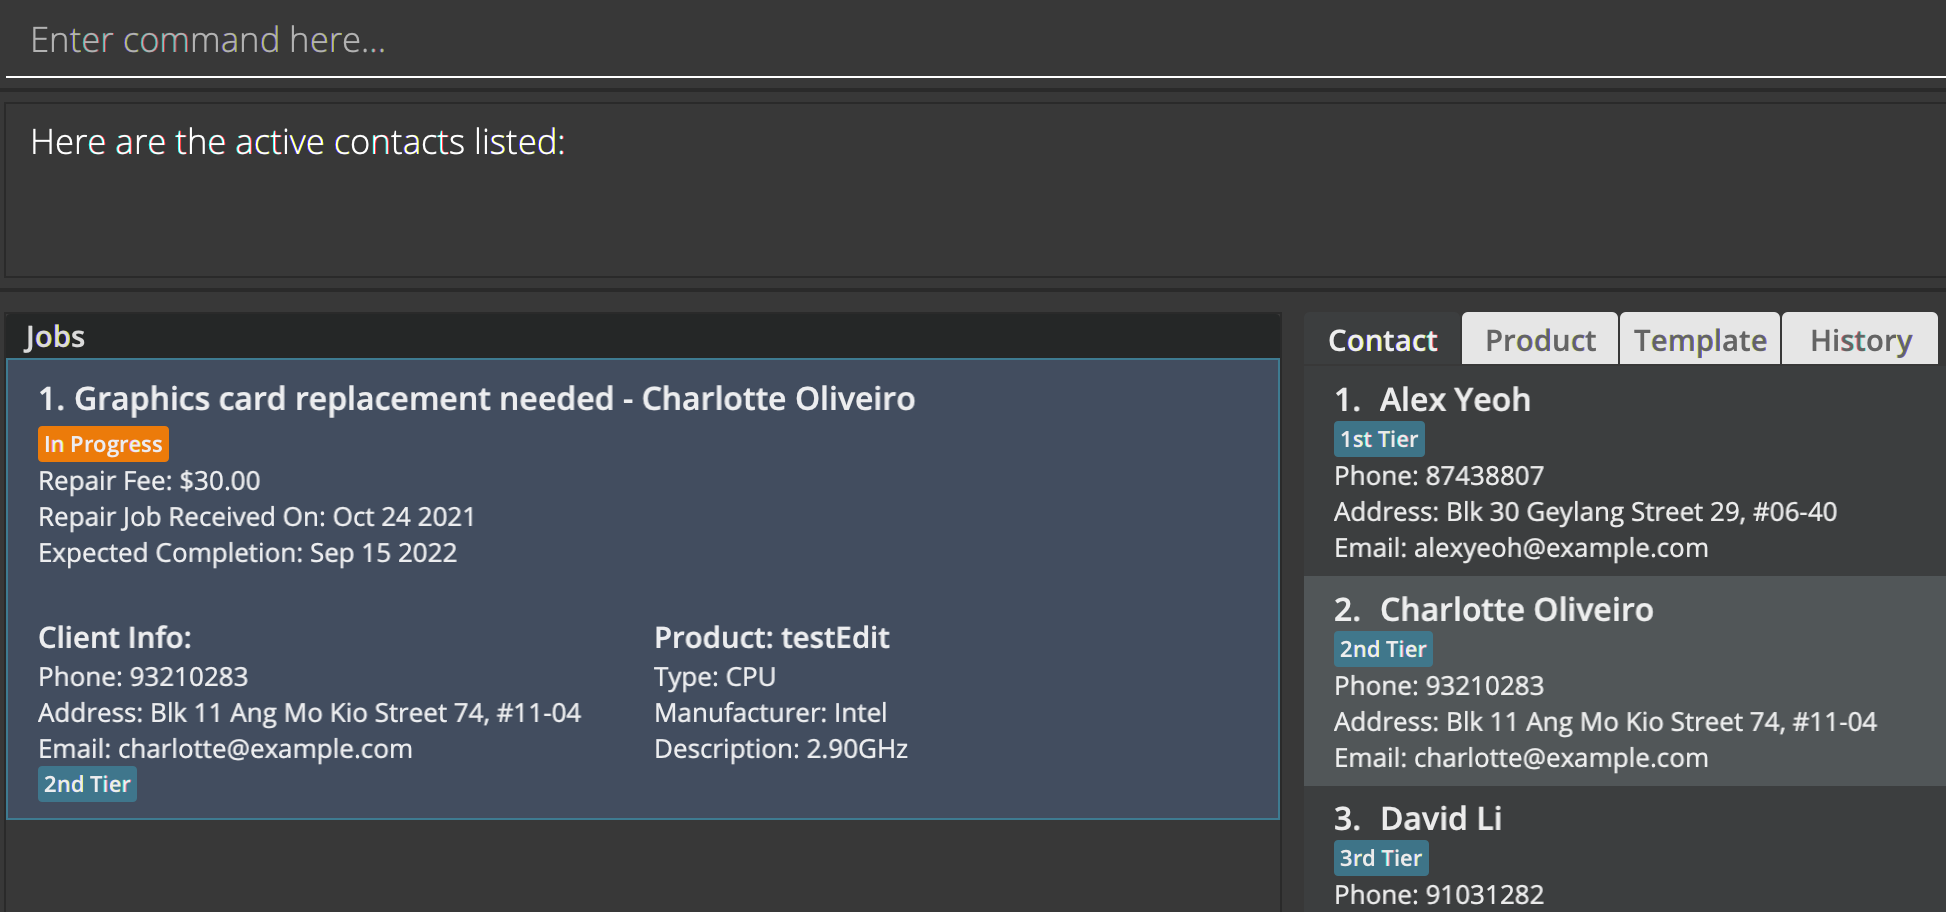 Enter command here...
Here are the active contacts listed:
Jobs
1. Graphics card replacement needed - Charlotte Oliveiro
In Progress
Repair Fee: $30.00
Repair Job Received On: Oct 24 2021
Expected Completion: Sep 15 2022
Client Info:
Phone: 93210283
Address: Blk 11 Ang Mo Kio Street 74, #11-04
Email: charlotte@example.com
2nd Tier
Product: testEdit
Type: CPU
Manufacturer: Intel
Description: 2.90GHz
Contact Product Template History
1. Alex Yeoh
1st Tier
Phone: 87438807
Address: Blk 30 Geylang Street 29, #06-40
Email: alexyeoh@example.com
2. Charlotte Oliveiro
2nd Tier
Phone: 93210283
Address: Blk 11 Ang Mo Kio Street 74, #11-04
Email: charlotte@example.com
3. David Li
3rd Tier
Phone: 91031282